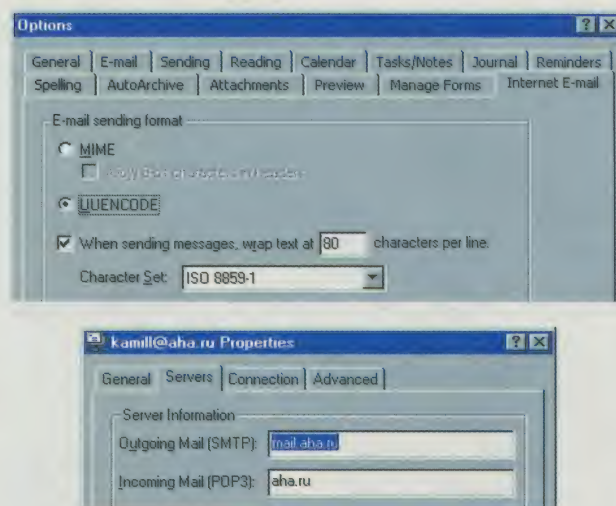 Options
General E-mail Sending Reading Calendar Tasks/Notes Journal Reminders
Spelling AutoArchive Attachments Preview Manage Forms Internet E-mail
E-mail sending format
MIME
UUENCODE
When sending messages, wrap text at 80 characters per line.
Character Set: ISO 8859-1
kamill@aha.ru Properties
General Servers Connection Advanced
Server Information
Outgoing Mail (SMTP): mail.aha.ru
Incoming Mail (POP3): aha.ru